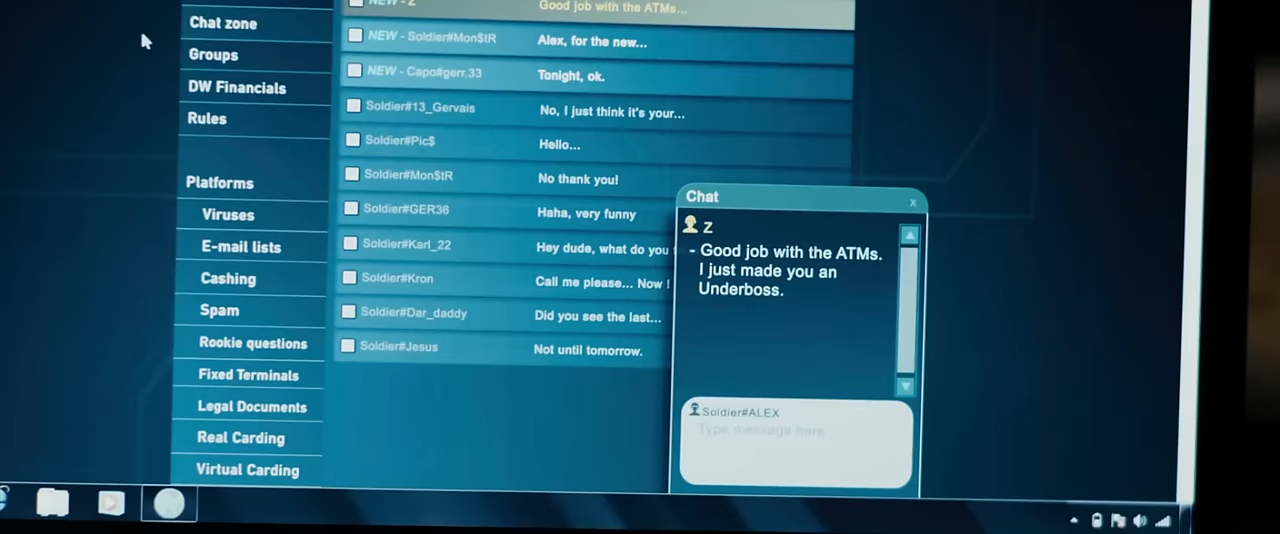 Chat zone
Groups
DW Financials
Rules
Platforms
Viruses
E-mail lists
Cashing
Spam
Rookie questions
Fixed Terminals
Legal Documents
Real Carding
Virtual Carding
NEW - Z Good job with the ATMs...
NEW - Soldier#Mon$tR Alex, for the new...
NEW - Capo#gerr.33 Tonight, ok.
Soldier#13_Gervais No, I just think it's your...
Soldier#Pic$ Hello...
Soldier#Mon$tR No thank you!
Soldier#GER36 Haha, very funny
Soldier#Karl_22 Hey dude, what do you
Soldier#Kron Call me please... Now !
Soldier#Dar_daddy Did you see the last...
Soldier#Jesus Not until tomorrow.
Chat x
Z
- Good job with the ATMs.
I just made you an
Underboss.
Soldier#ALEX
Type message here.